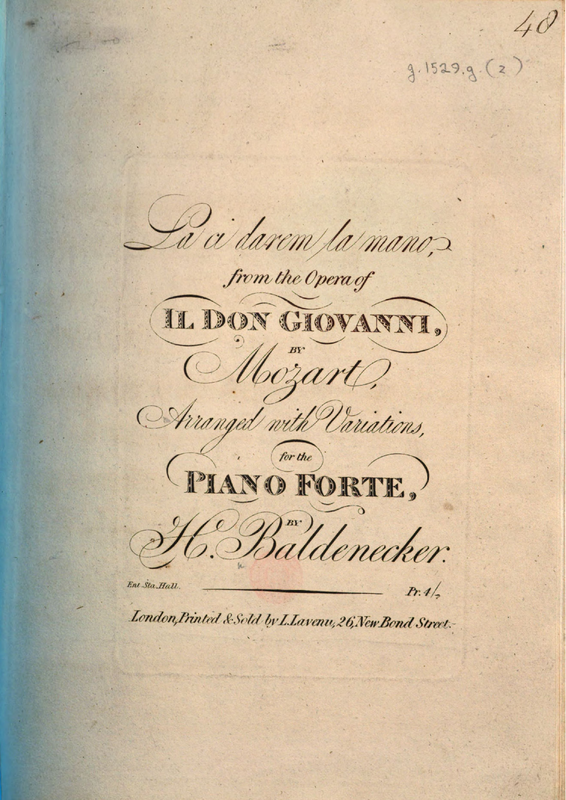 48
g.1529.g.(2)
La ci darem la mano,
from the Opera of
IL DON GIOVANNI,
BY
Mozart,
Arranged with Variations,
for the
PIANO FORTE,
BY
H. Baldenecker.
Ent. Sta. Hall. Pr. 4/-
London, Printed & Sold by L. Lavenu, 26, New Bond Street.